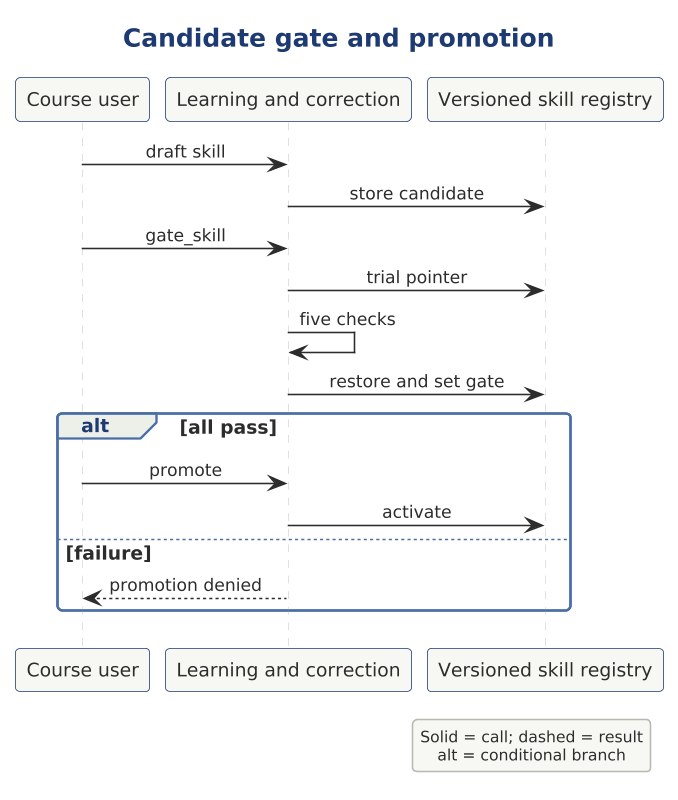 Candidate gate and promotion
Course user
Learning and correction
Versioned skill registry
draft skill
store candidate
gate_skill
trial pointer
five checks
restore and set gate
alt
[all pass]
promote
activate
[failure]
promotion denied
Course user
Learning and correction
Versioned skill registry
Solid = call; dashed = result
alt = conditional branch